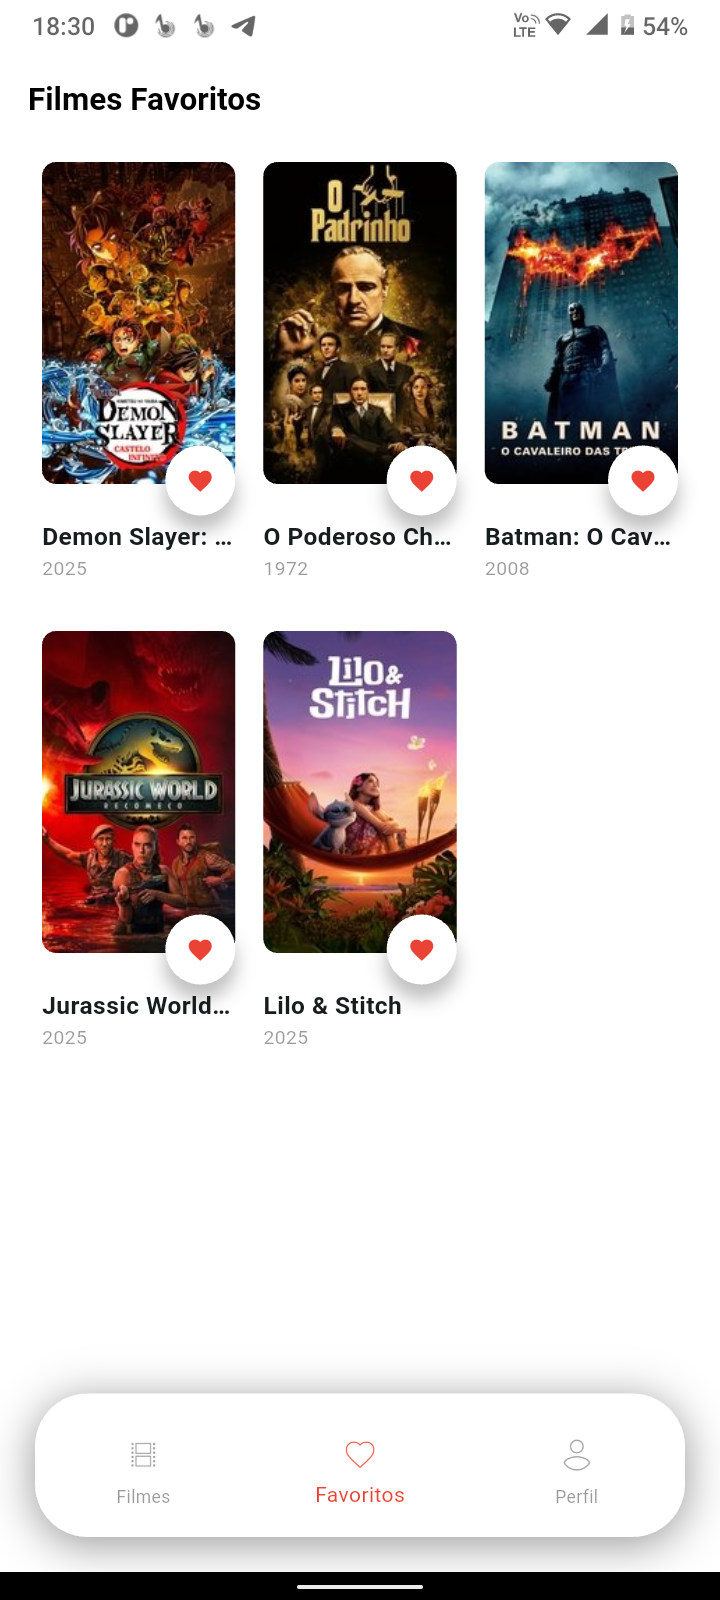 18:30
Vo LTE
54%
Filmes Favoritos
DEMON
SLAYER
CASTELO
INFINI
O
Padrinho
BATMAN
O CAVALEIRO DAS TR
Demon Slayer: ...
2025
O Poderoso Ch...
1972
Batman: O Cav...
2008
JURASSIC WORLD
RECOMEÇO
Lilo &
Stitch
Jurassic World...
2025
Lilo & Stitch
2025
Filmes
Favoritos
Perfil